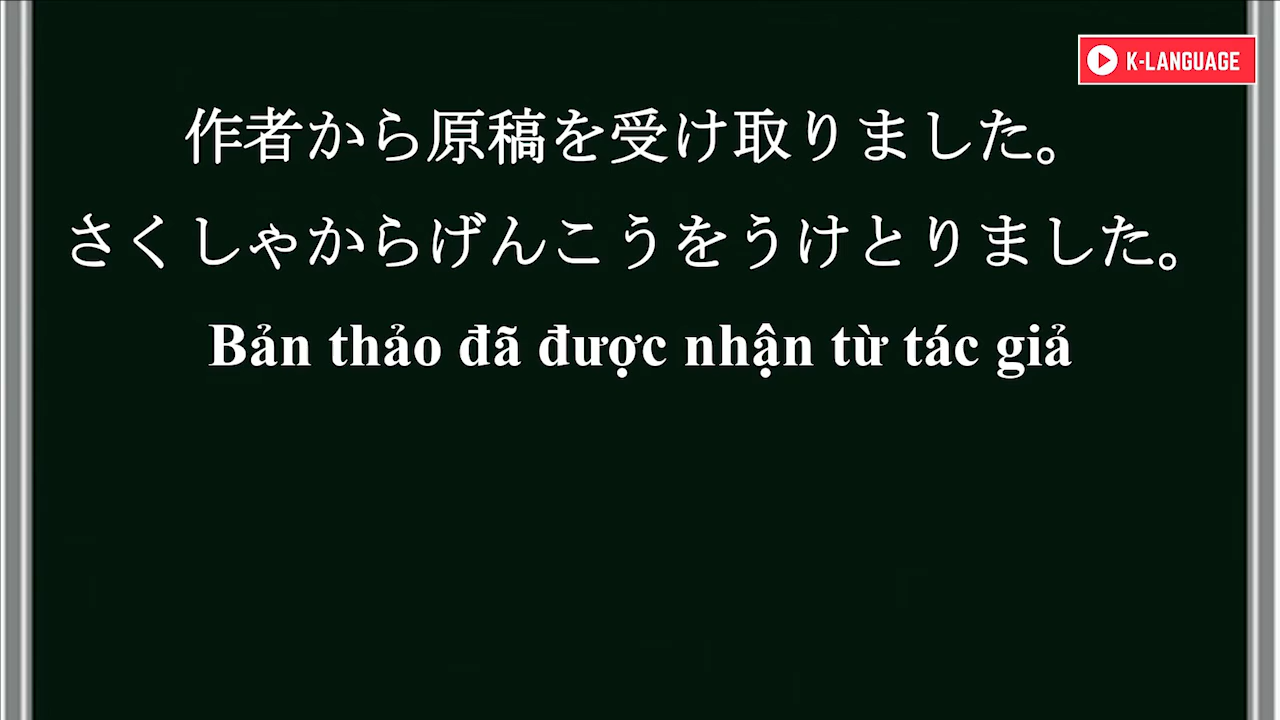 K-LANGUAGE
作者から原稿を受け取りました。
さくしゃからげんこうをうけとりました。
Bản thảo đã được nhận từ tác giả